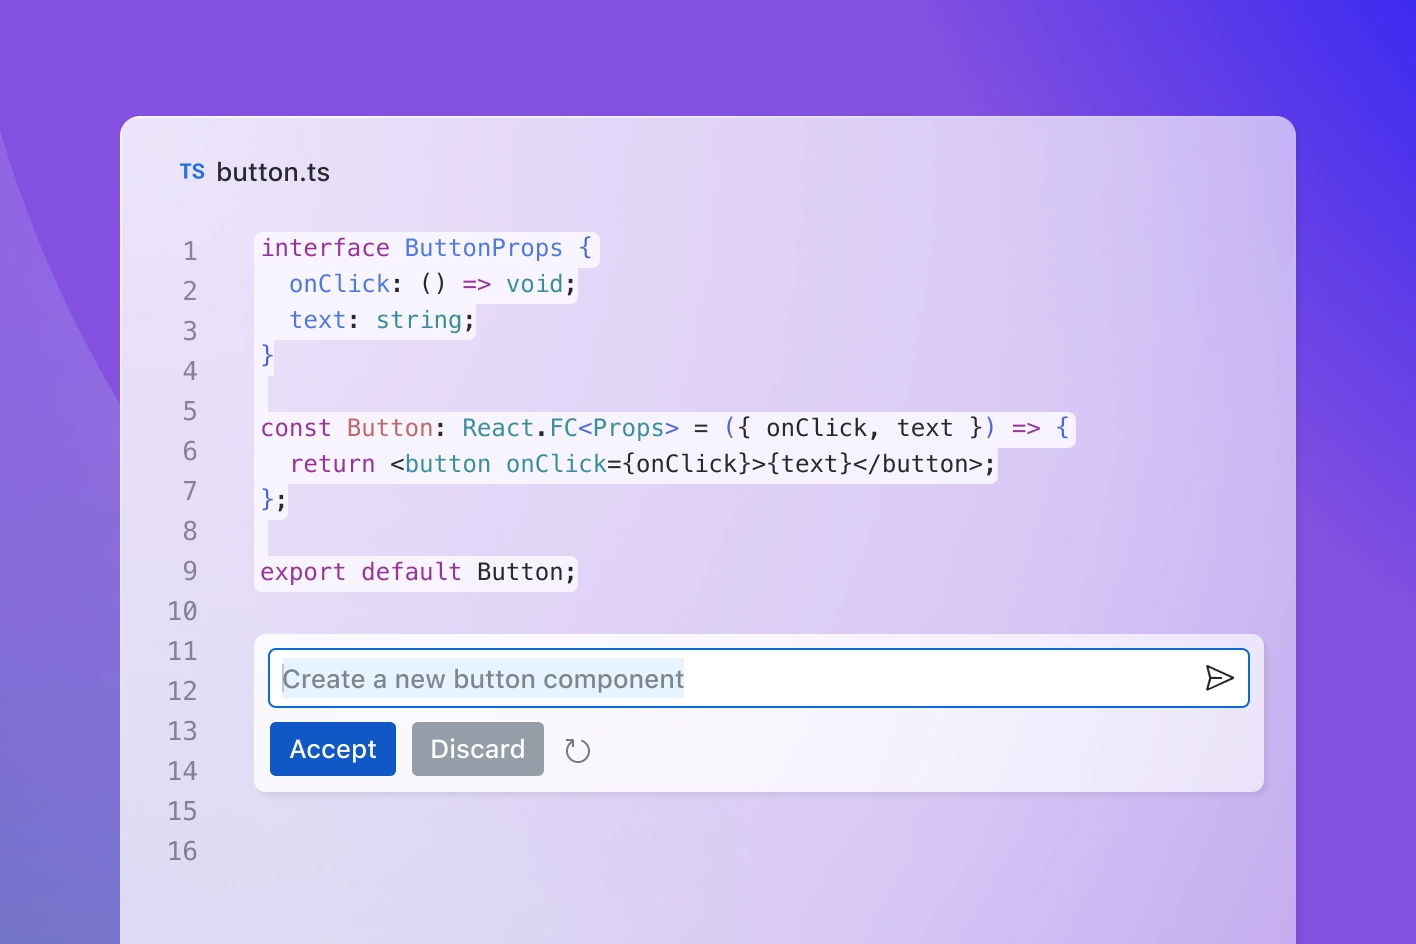 TS button.ts
1 interface ButtonProps {
2   onClick: () => void;
3   text: string;
4 }
5
6 const Button: React.FC<Props> = ({ onClick, text }) => {
7   return <button onClick={onClick}>{text}</button>;
8 };
9
10 export default Button;
11
12 Create a new button component
13
14 Accept Discard
15
16